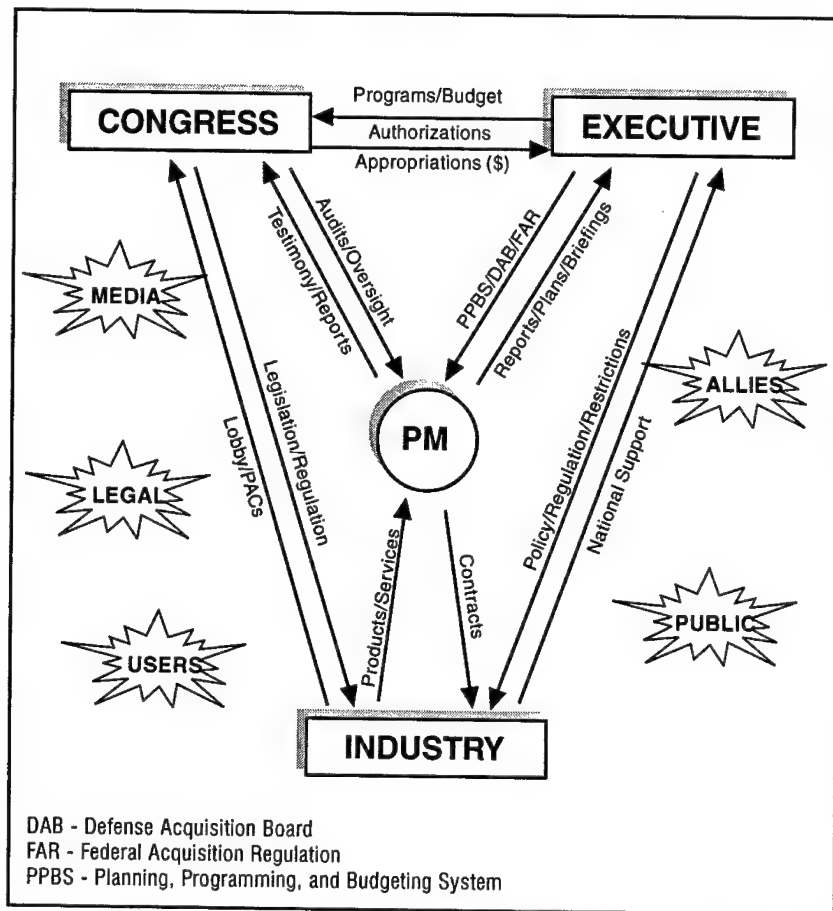 Programs/Budget
CONGRESS
EXECUTIVE
Authorizations
Appropriations ($)
Audits/Oversight
Testimony/Reports
PPBS/DAB/FAR
Reports/Plans/Briefings
MEDIA
ALLIES
Legislation/Regulation
Lobby/PACs
PM
Policy/Regulation/Restrictions
National Support
LEGAL
Products/Services
Contracts
PUBLIC
USERS
INDUSTRY
DAB - Defense Acquisition Board
FAR - Federal Acquisition Regulation
PPBS - Planning, Programming, and Budgeting System